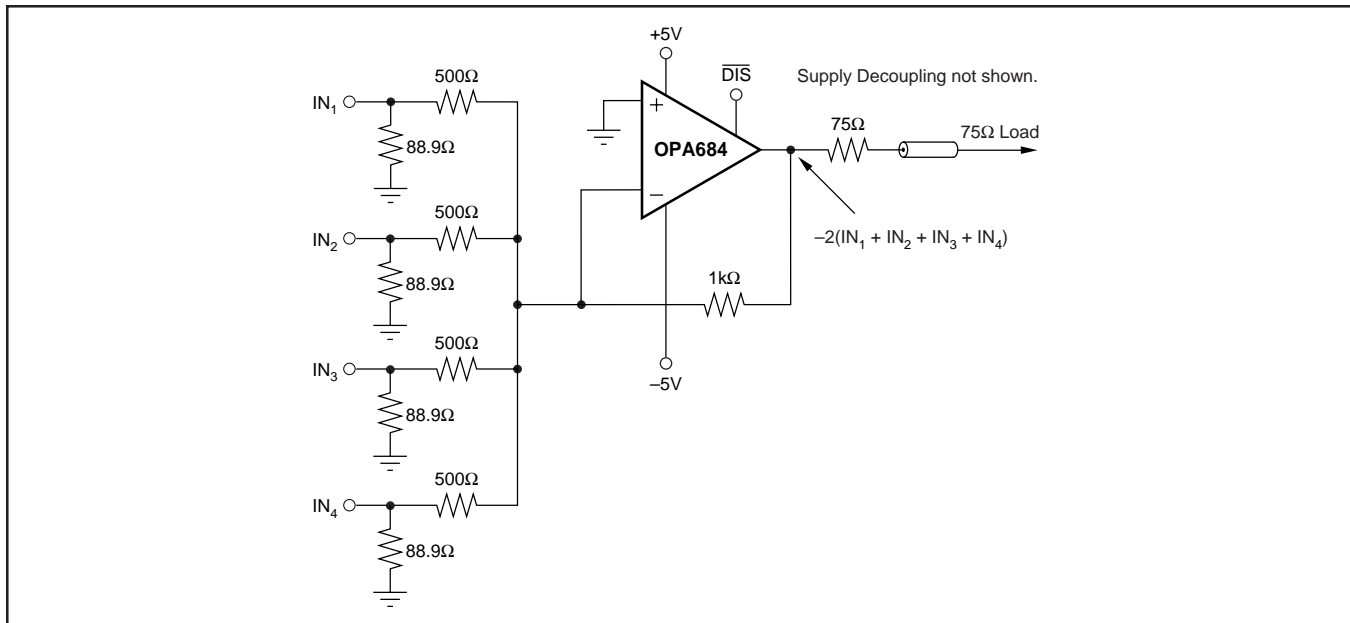 +5V
DIS
Supply Decoupling not shown.
500Ω
IN1
88.9Ω
+
OPA684
−
75Ω
75Ω Load
500Ω
IN2
88.9Ω
–2(IN1 + IN2 + IN3 + IN4)
1kΩ
500Ω
IN3
88.9Ω
–5V
500Ω
IN4
88.9Ω